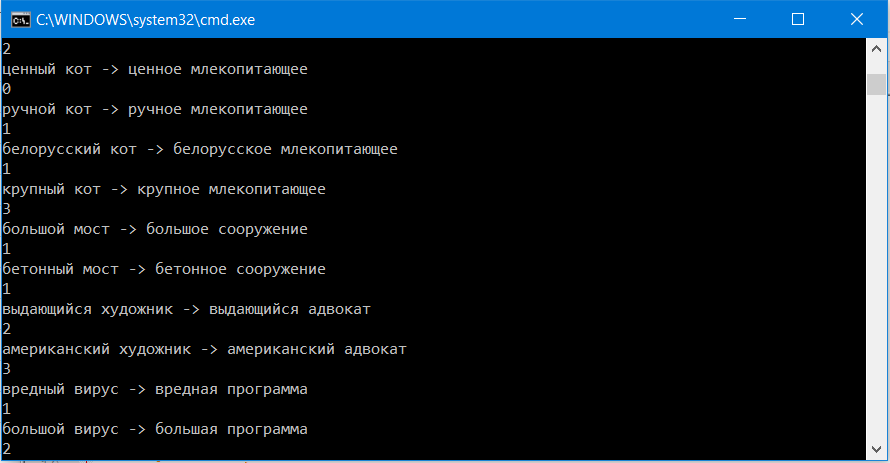 C:\WINDOWS\system32\cmd.exe
2
ценный кот -> ценное млекопитающее
0
ручной кот -> ручное млекопитающее
1
белорусский кот -> белорусское млекопитающее
1
крупный кот -> крупное млекопитающее
3
большой мост -> большое сооружение
1
бетонный мост -> бетонное сооружение
1
выдающийся художник -> выдающийся адвокат
2
американский художник -> американский адвокат
3
вредный вирус -> вредная программа
1
большой вирус -> большая программа
2